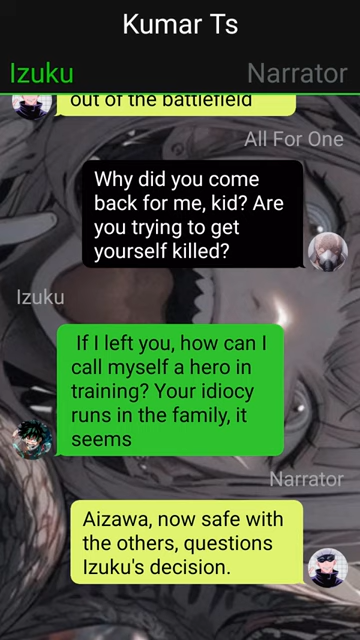 Kumar Ts
Izuku
Narrator
out of the battlefield
All For One
Why did you come
back for me, kid? Are
you trying to get
yourself killed?
Izuku
If I left you, how can I
call myself a hero in
training? Your idiocy
runs in the family, it
seems
Narrator
Aizawa, now safe with
the others, questions
Izuku's decision.